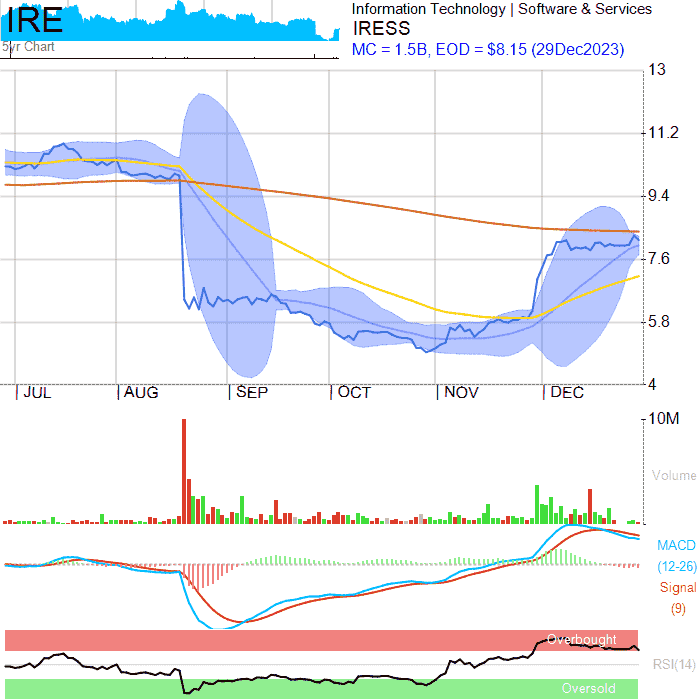 IRE
5yr Chart
Information Technology | Software & Services
IRESS
MC = 1.5B, EOD = $8.15 (29Dec2023)
13
11.2
9.4
7.6
5.8
4
JUL AUG SEP OCT NOV DEC
10M
Volume
MACD
(12-26)
Signal
(9)
Overbought
RSI(14)
Oversold